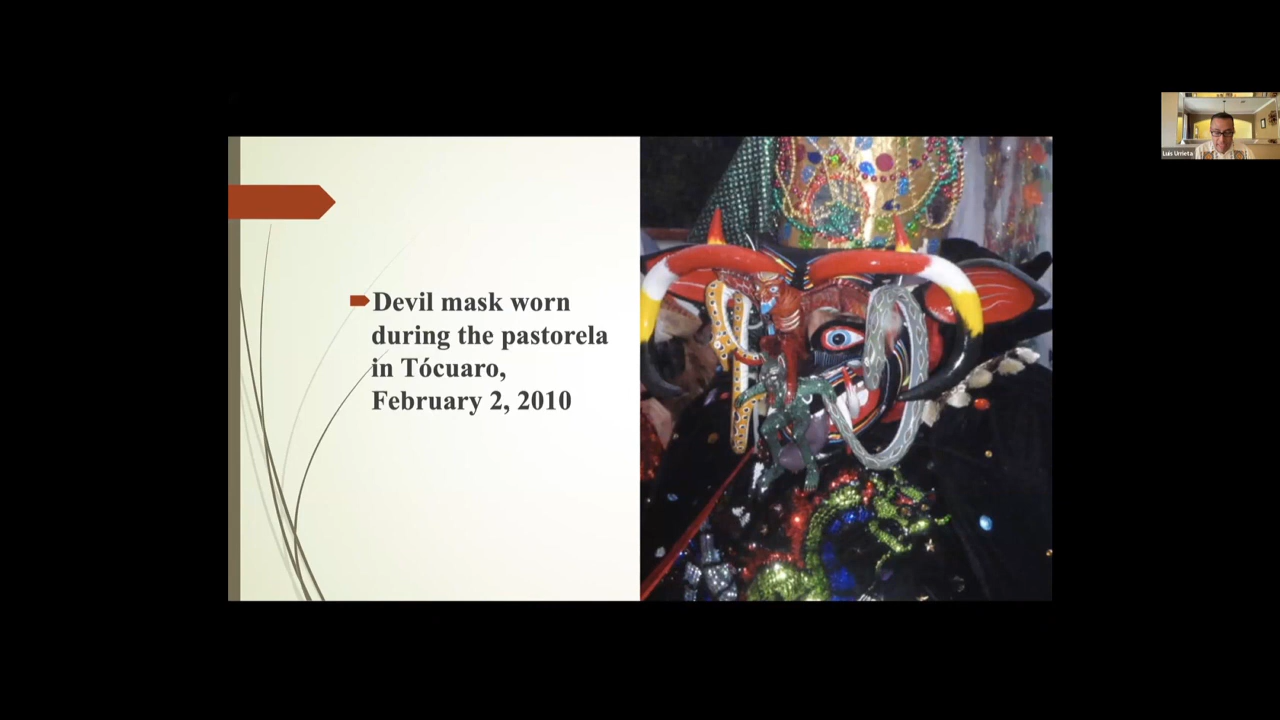 Devil mask worn
during the pastorela
in Tócuaro,
February 2, 2010
Luis Urrieta